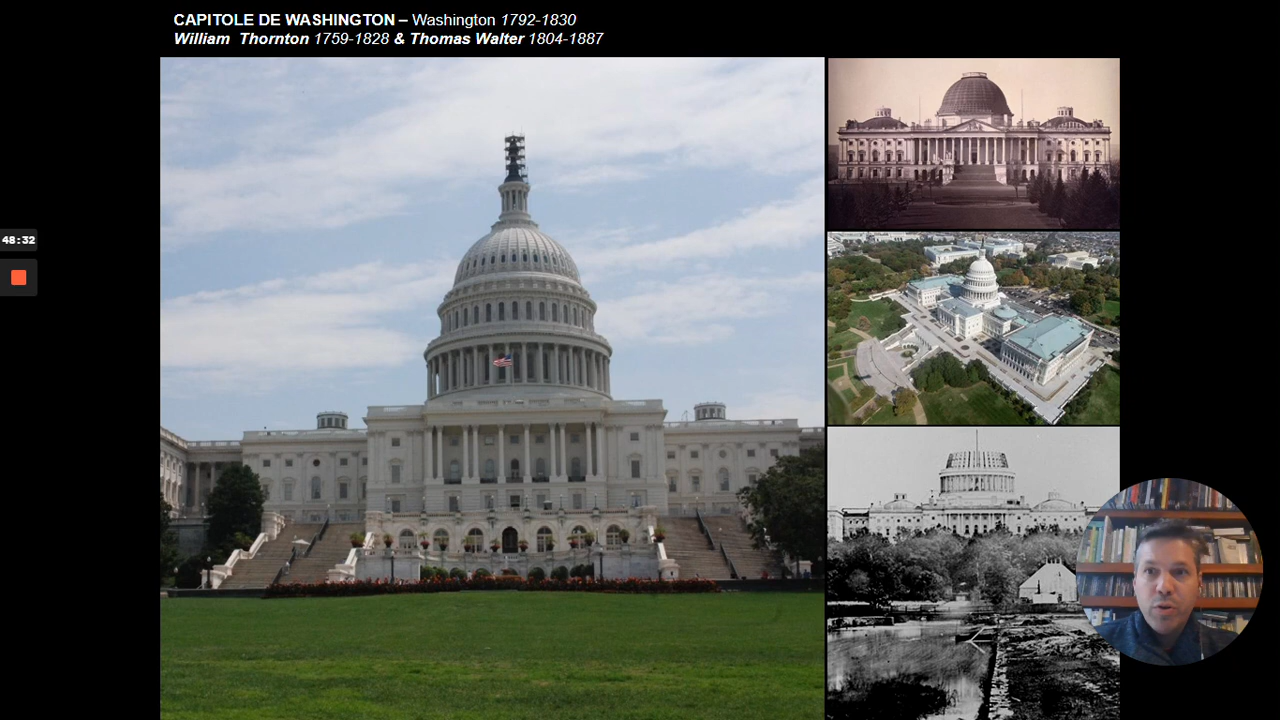 CAPITOLE DE WASHINGTON – Washington 1792-1830
William Thornton 1759-1828 & Thomas Walter 1804-1887
48:32